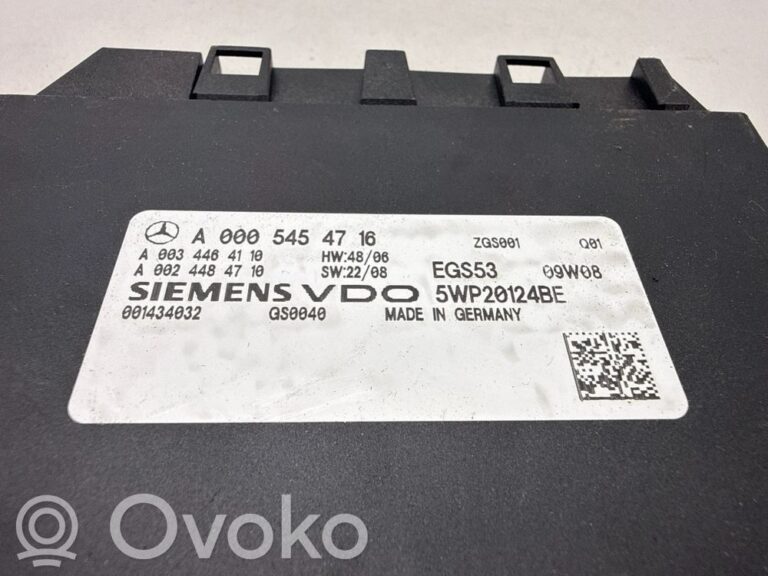 A 000 545 47 16
ZGS001 Q01
A 003 446 41 10 HW:48/06
A 002 448 47 10 SW:22/08 EGS53 09W08
SIEMENS VDO 5WP20124BE
001434032 GS0040 MADE IN GERMANY
Ovoko